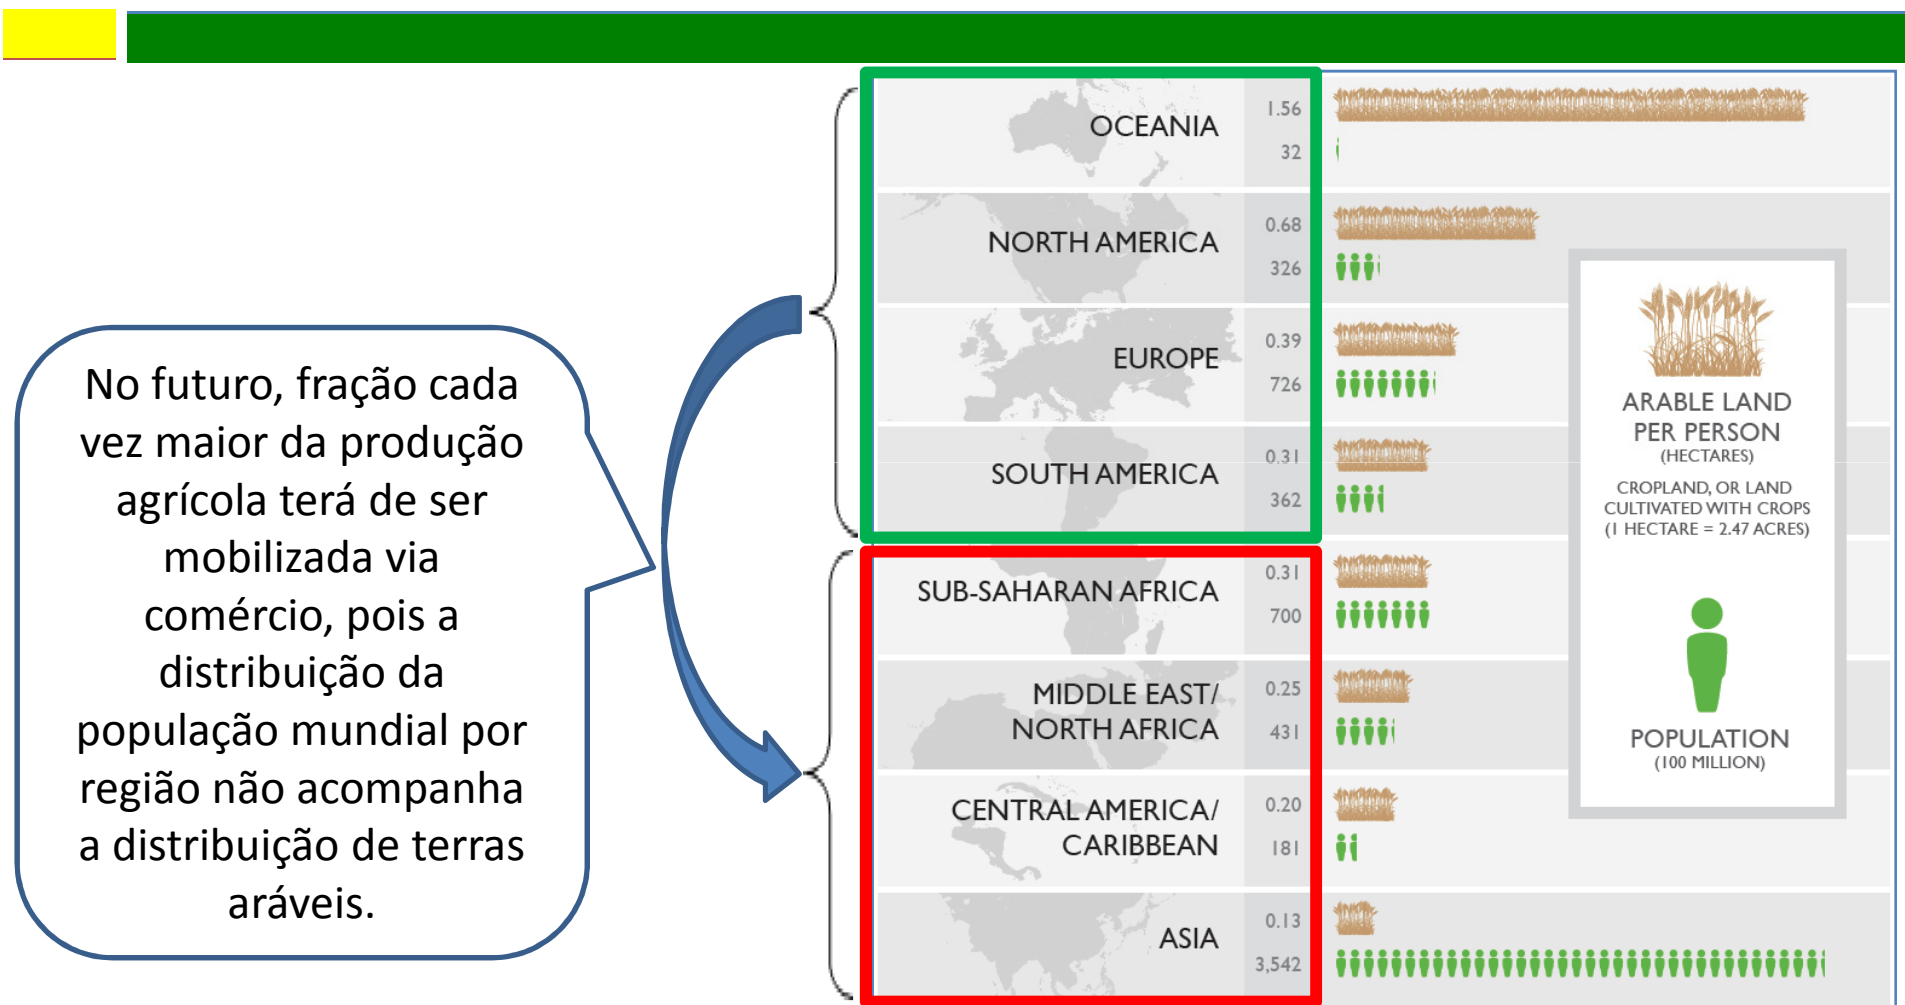 No futuro, fração cada
vez maior da produção
agrícola terá de ser
mobilizada via
comércio, pois a
distribuição da
população mundial por
região não acompanha
a distribuição de terras
aráveis.
OCEANIA
1.56
32
NORTH AMERICA
0.68
326
EUROPE
0.39
726
SOUTH AMERICA
0.31
362
SUB-SAHARAN AFRICA
0.31
700
MIDDLE EAST/
NORTH AFRICA
0.25
431
CENTRAL AMERICA/
CARIBBEAN
0.20
181
ASIA
0.13
3,542
ARABLE LAND
PER PERSON
(HECTARES)
CROPLAND, OR LAND
CULTIVATED WITH CROPS
(1 HECTARE = 2.47 ACRES)
POPULATION
(100 MILLION)